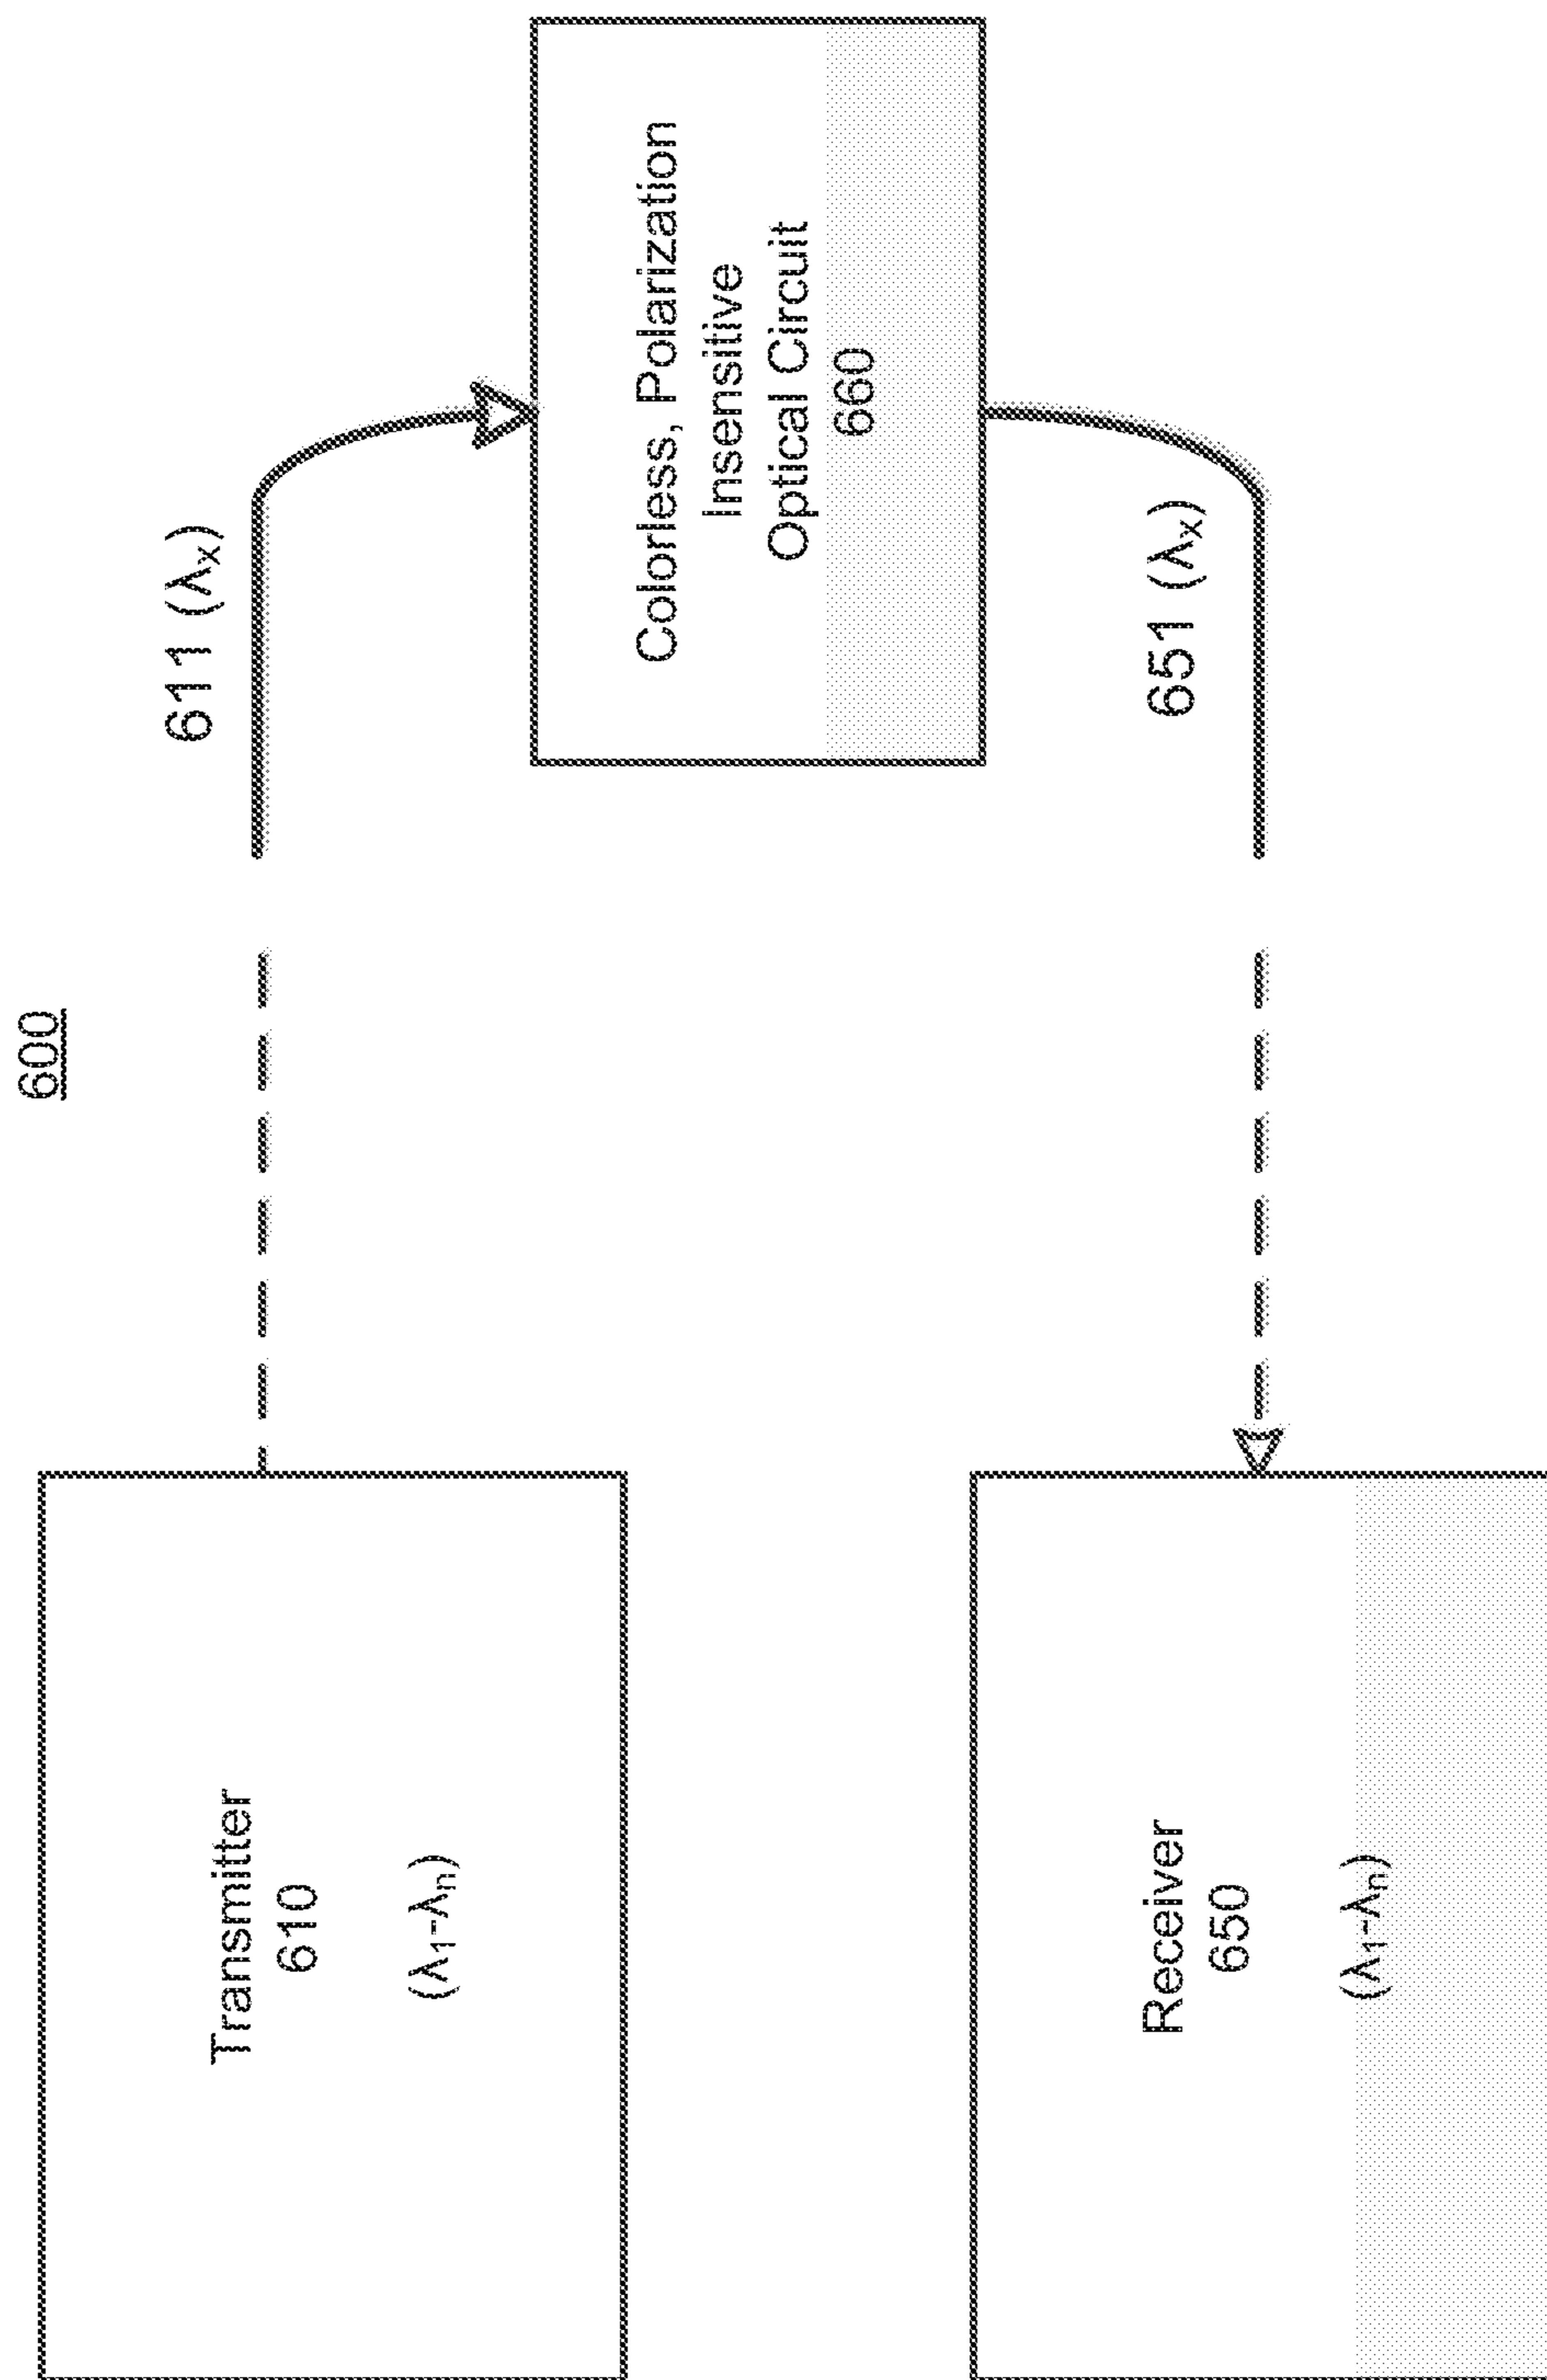 600
Transmitter
610
(λ₁-λₙ)
611 (λₓ)
Colorless, Polarization
Insensitive
Optical Circuit
660
Receiver
650
(λ₁-λₙ)
651 (λₓ)